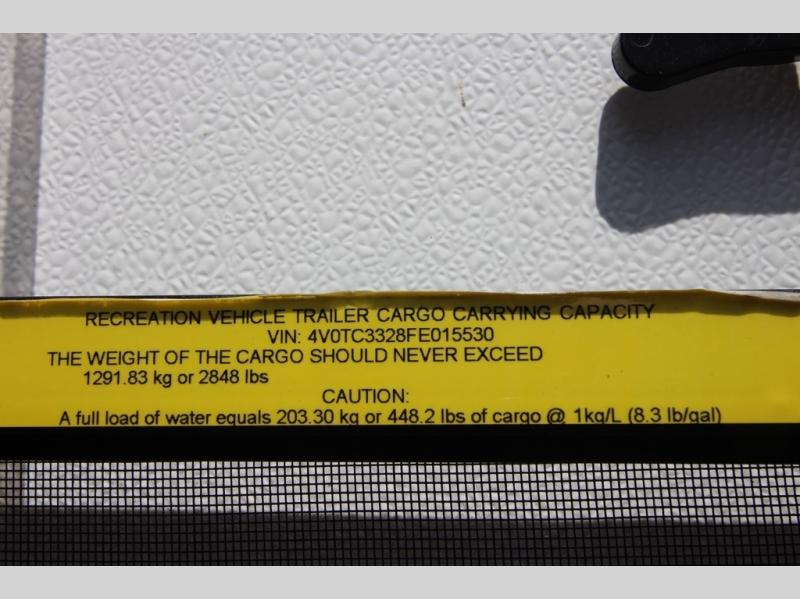 RECREATION VEHICLE TRAILER CARGO CARRYING CAPACITY
VIN: 4V0TC3328FE015530
THE WEIGHT OF THE CARGO SHOULD NEVER EXCEED
1291.83 kg or 2848 lbs
CAUTION:
A full load of water equals 203.30 kg or 448.2 lbs of cargo @ 1kg/L (8.3 lb/gal)